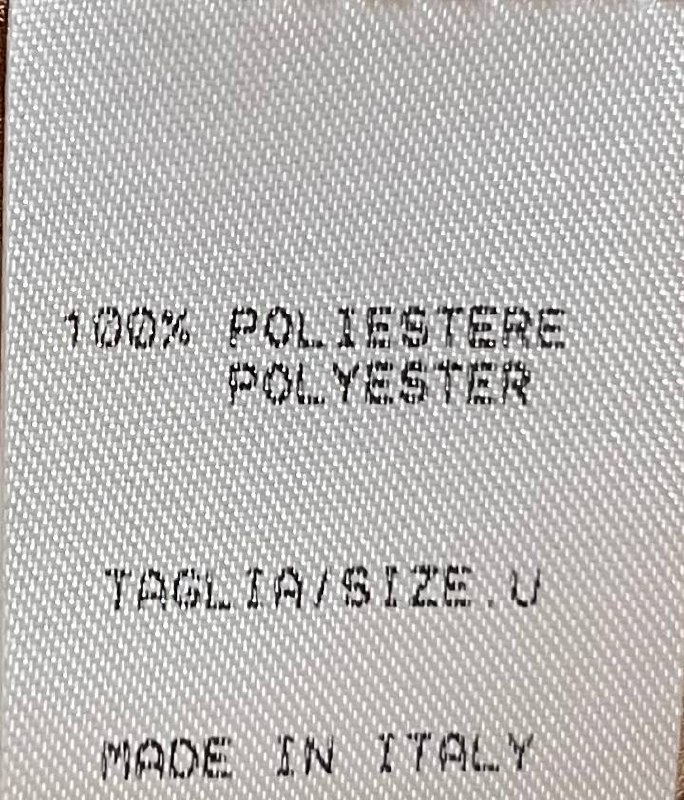 100% POLIESTERE
POLYESTER
TAGLIA/SIZE.U
MADE IN ITALY